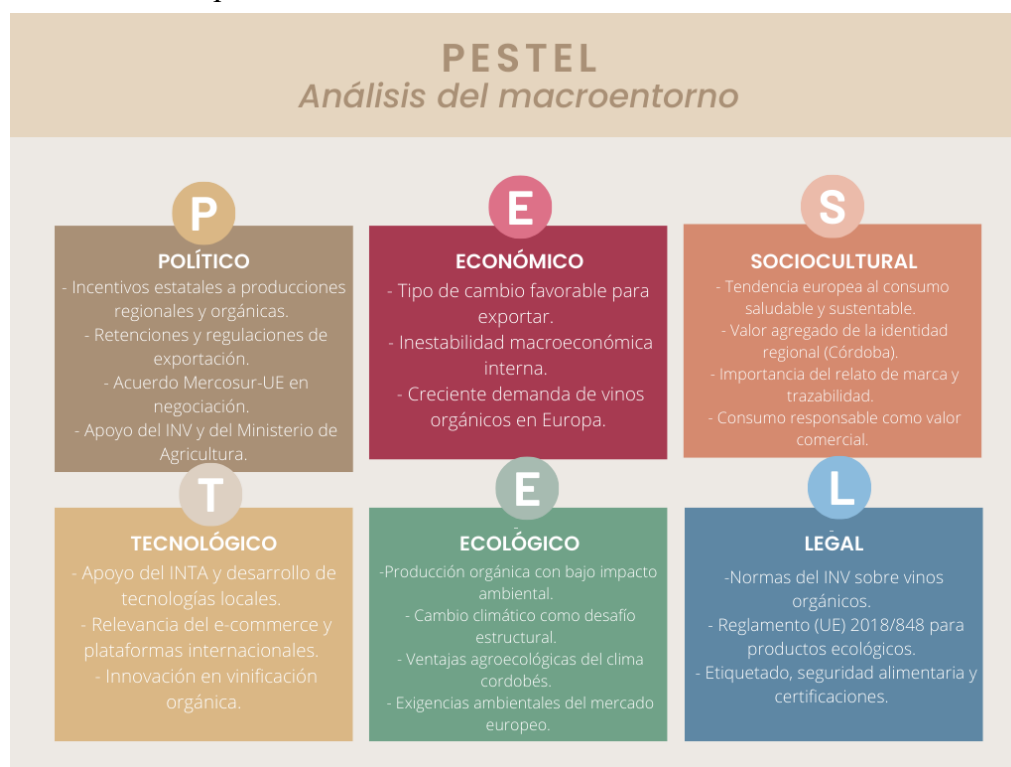 PESTEL
Análisis del macroentorno
P
POLÍTICO
- Incentivos estatales a producciones
regionales y orgánicas.
- Retenciones y regulaciones de
exportación.
- Acuerdo Mercosur-UE en
negociación.
- Apoyo del INV y del Ministerio de
Agricultura.
E
ECONÓMICO
- Tipo de cambio favorable para
exportar.
- Inestabilidad macroeconómica
interna.
- Creciente demanda de vinos
orgánicos en Europa.
S
SOCIOCULTURAL
- Tendencia europea al consumo
saludable y sustentable.
- Valor agregado de la identidad
regional (Córdoba).
- Importancia del relato de marca y
trazabilidad.
- Consumo responsable como valor
comercial.
T
TECNOLÓGICO
- Apoyo del INTA y desarrollo de
tecnologías locales.
- Relevancia del e-commerce y
plataformas internacionales.
- Innovación en vinificación
orgánica.
E
ECOLÓGICO
-Producción orgánica con bajo impacto
ambiental.
- Cambio climático como desafío
estructural.
- Ventajas agroecológicas del clima
cordobés.
- Exigencias ambientales del mercado
europeo.
L
LEGAL
-Normas del INV sobre vinos
orgánicos.
- Reglamento (UE) 2018/848 para
productos ecológicos.
- Etiquetado, seguridad alimentaria y
certificaciones.